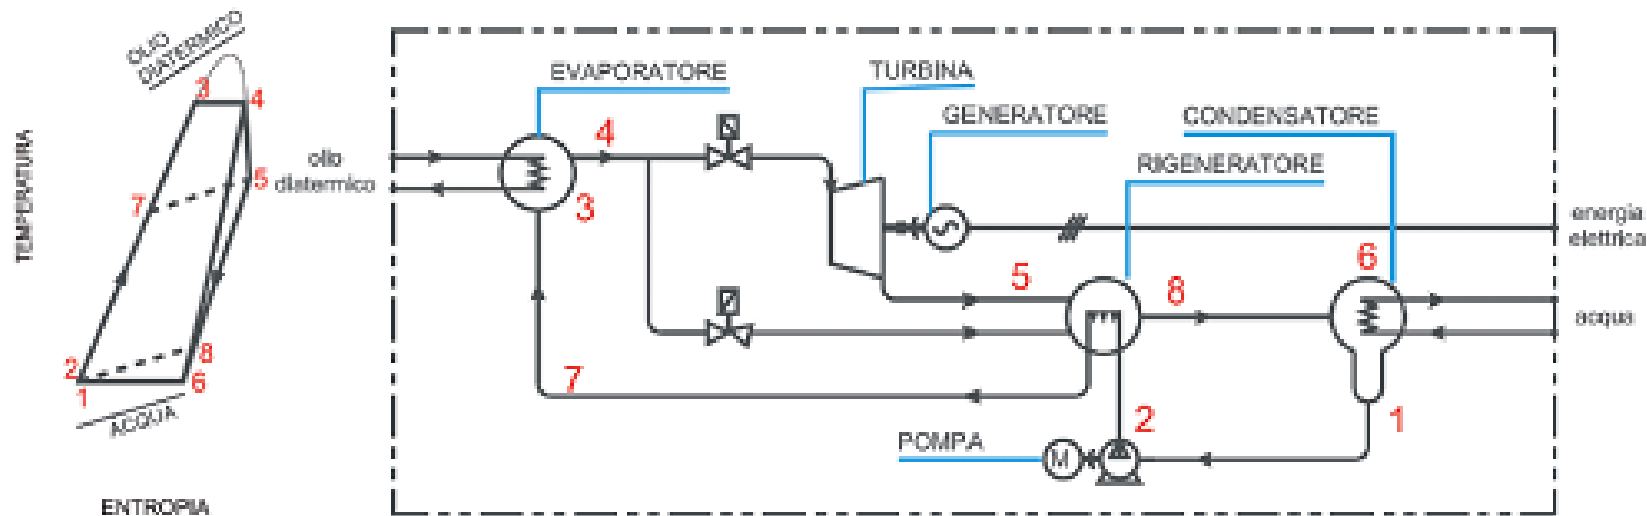 OLIO
DIATERMICO
3
4
TEMPERATURA
5
7
8
2
1
6
ACQUA
ENTROPIA
EVAPORATORE
TURBINA
GENERATORE
CONDENSATORE
RIGENERATORE
4
olio
diatermico
3
energia
elettrica
5
8
6
acqua
7
2
1
POMPA
M